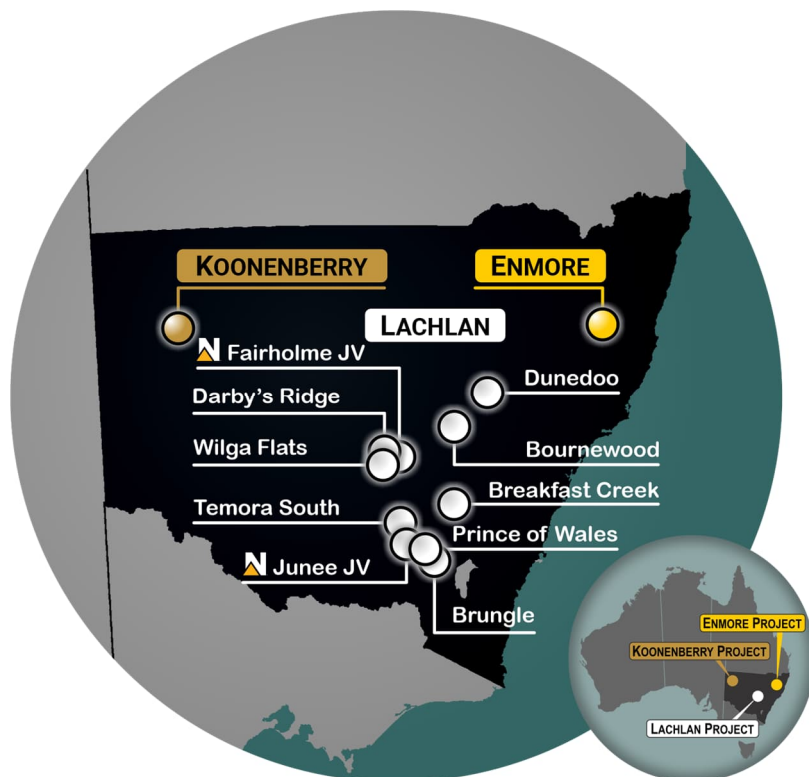 KOONENBERRY
ENMORE
LACHLAN
N Fairholme JV
Darby's Ridge
Wilga Flats
Temora South
N Junee JV
Dunedoo
Bournewood
Breakfast Creek
Prince of Wales
Brungle
ENMORE PROJECT
KOONENBERRY PROJECT
LACHLAN PROJECT